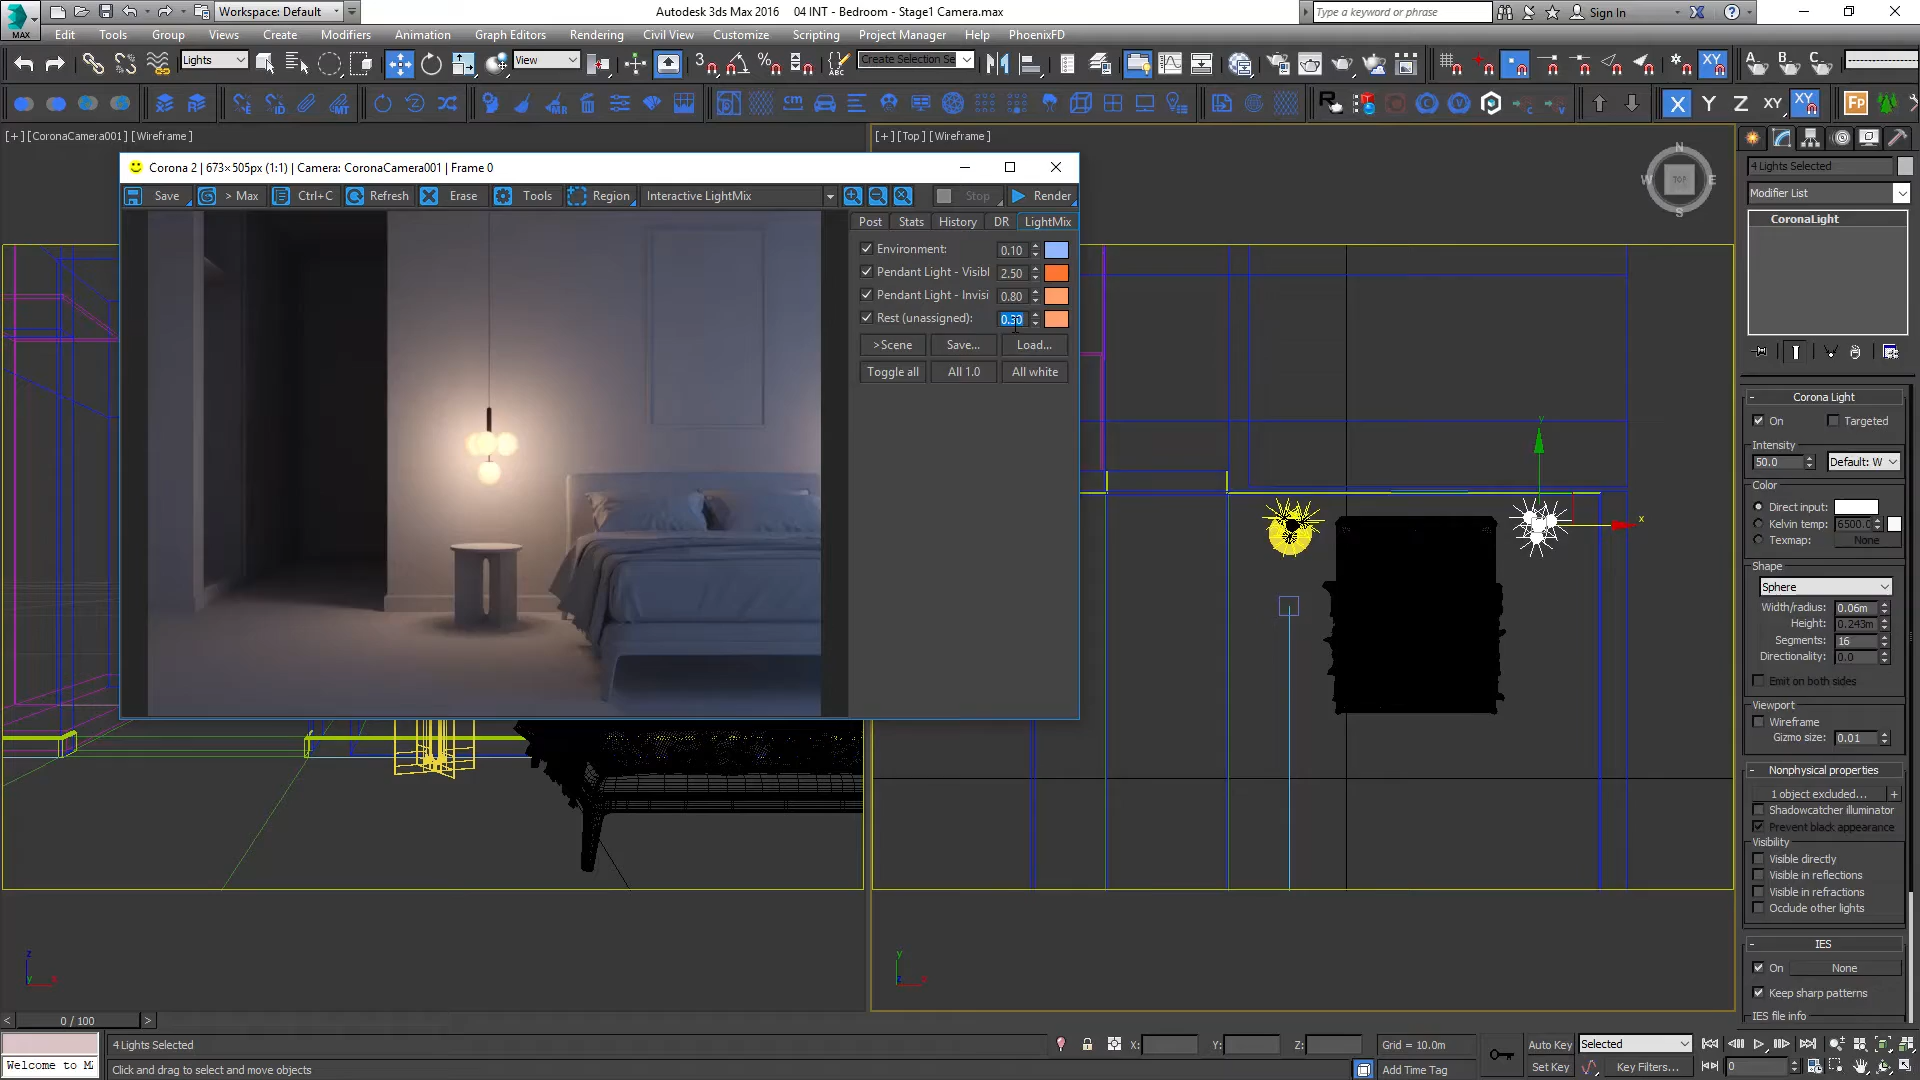 MAX
Workspace: Default
Autodesk 3ds Max 2016
04 INT - Bedroom - Stage1 Camera.max
Type a keyword or phrase
Sign In
Edit
Tools
Group
Views
Create
Modifiers
Animation
Graph Editors
Rendering
Civil View
Customize
Scripting
Project Manager
Help
PhoenixFD
Lights
View
Create Selection Se
[+] [CoronaCamera001] [Wireframe]
[+] [Top] [Wireframe]
Corona 2 | 673×505px (1:1) | Camera: CoronaCamera001 | Frame 0
Save
> Max
Ctrl+C
Refresh
Erase
Tools
Region
Interactive LightMix
Stop
Render
Post
Stats
History
DR
LightMix
Environment: 0.10
Pendant Light - Visibl 2.50
Pendant Light - Invisi 0.80
Rest (unassigned): 0.30
>Scene
Save...
Load...
Toggle all
All 1.0
All white
N
W
TOP
E
S
4 Lights Selected
Modifier List
CoronaLight
- Corona Light
On
Targeted
Intensity
50.0
Default: W
Color
Direct input:
Kelvin temp: 6500.0
Texmap: None
Shape
Sphere
Width/radius: 0.06m
Height: 0.243m
Segments: 16
Directionality: 0.0
Emit on both sides
Viewport
Wireframe
Gizmo size: 0.01
- Nonphysical properties
1 object excluded... +
Shadowcatcher illuminator
Prevent black appearance
Visibility
Visible directly
Visible in reflections
Visible in refractions
Occlude other lights
- IES
On
None
Keep sharp patterns
IES file info
y
x
z
y
x
y
x
< 0 / 100 >
Welcome to M
4 Lights Selected
Click and drag to select and move objects
X:
Y:
Z:
Grid = 10.0m
Add Time Tag
Auto Key
Selected
Set Key
Key Filters...
0